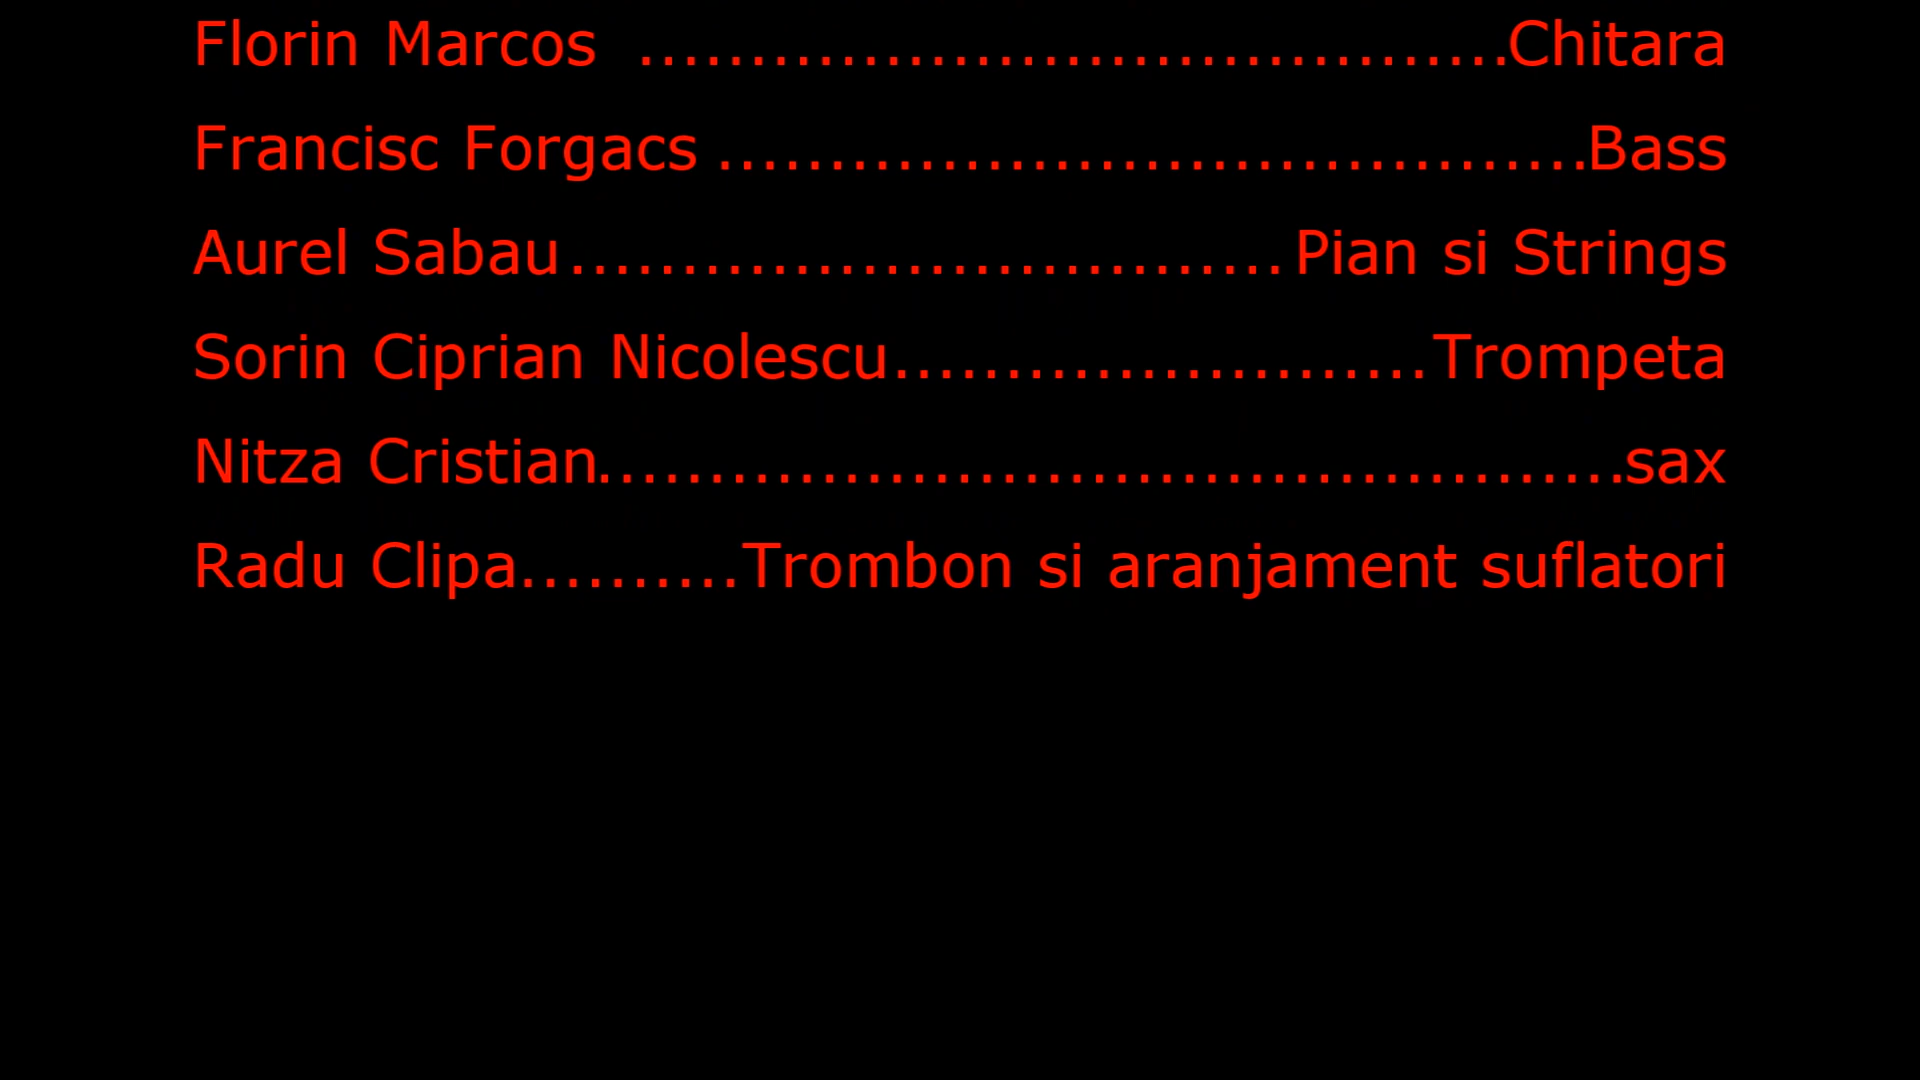 Florin Marcos .......................................Chitara
Francisc Forgacs .......................................Bass
Aurel Sabau................................Pian si Strings
Sorin Ciprian Nicolescu........................Trompeta
Nitza Cristian..............................................sax
Radu Clipa..........Trombon si aranjament suflatori